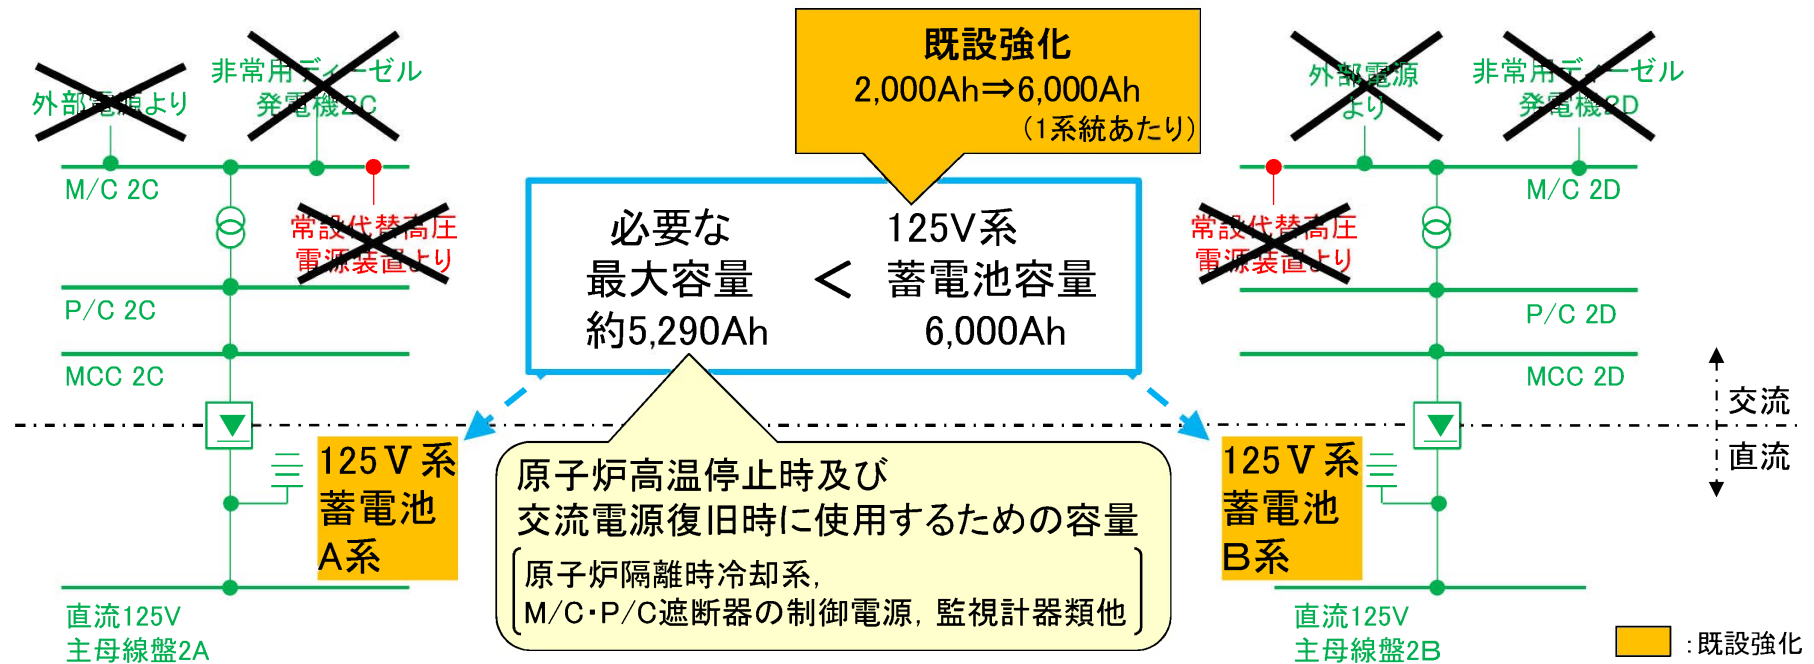 外部電源より
非常用ディーゼル
発電機2C
M/C 2C
常設代替高圧
電源装置より
P/C 2C
MCC 2C
125V系
蓄電池
A系
直流125V
主母線盤2A
既設強化
2,000Ah⇒6,000Ah
(1系統あたり)
必要な
最大容量
約5,290Ah
<
125V系
蓄電池容量
6,000Ah
原子炉高温停止時及び
交流電源復旧時に使用するための容量
原子炉隔離時冷却系,
M/C・P/C遮断器の制御電源, 監視計器類他
外部電源
より
非常用ディーゼル
発電機2D
M/C 2D
常設代替高圧
電源装置より
P/C 2D
MCC 2D
交流
直流
125V系
蓄電池
B系
直流125V
主母線盤2B
:既設強化